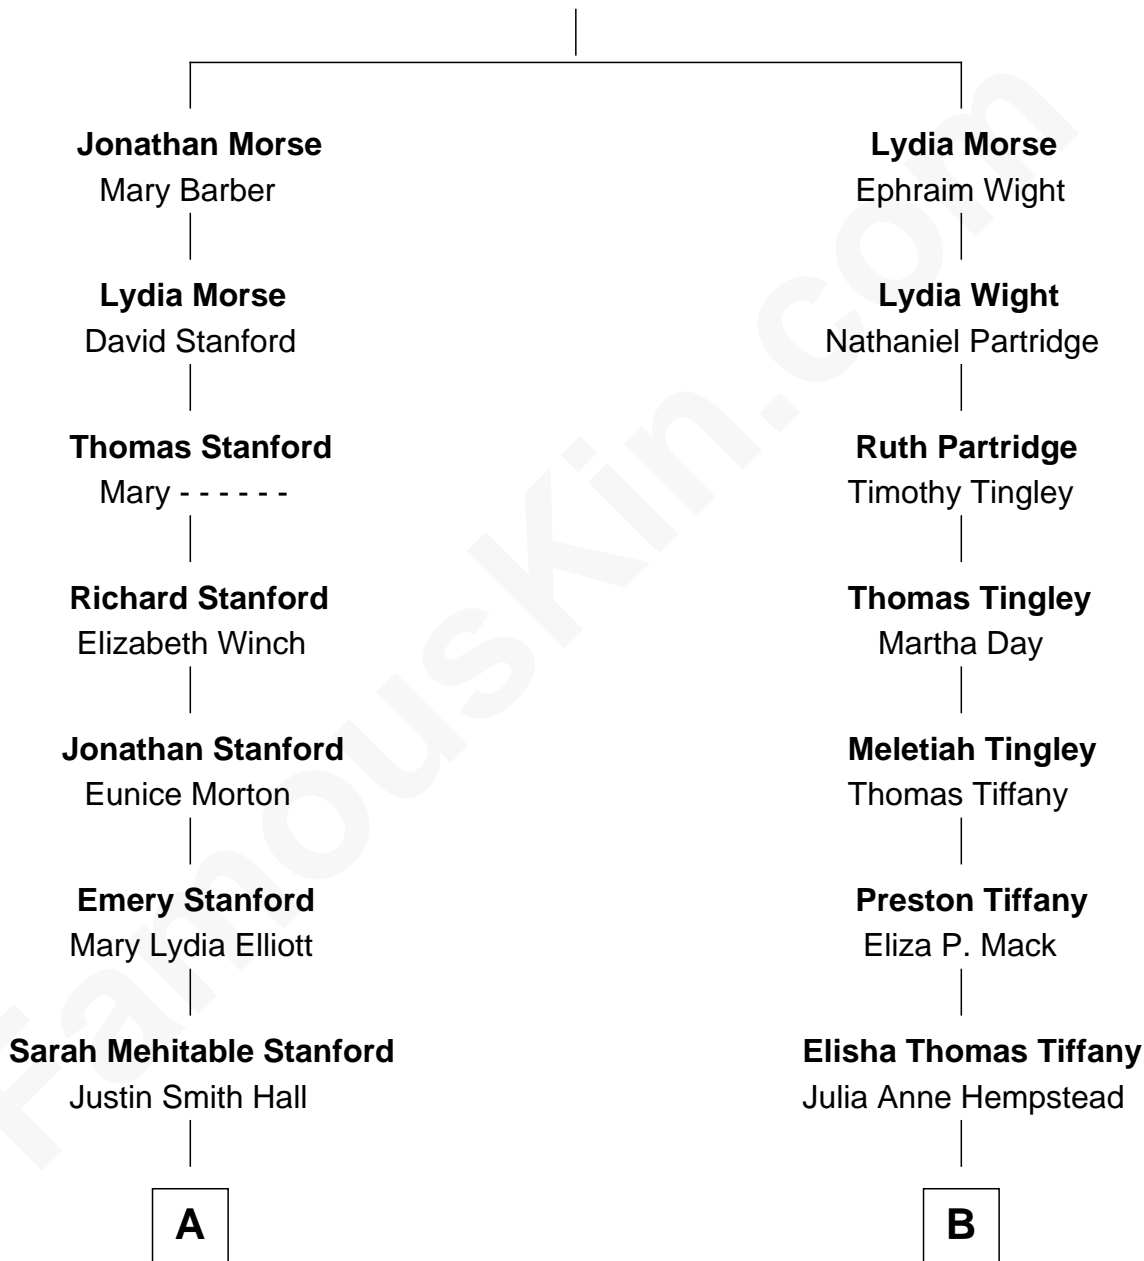 Jonathan Morse
Mary Barber
Lydia Morse
David Stanford
Thomas Stanford
Mary - - - - - -
Richard Stanford
Elizabeth Winch
Jonathan Stanford
Eunice Morton
Emery Stanford
Mary Lydia Elliott
Sarah Mehitable Stanford
Justin Smith Hall
A
Lydia Morse
Ephraim Wight
Lydia Wight
Nathaniel Partridge
Ruth Partridge
Timothy Tingley
Thomas Tingley
Martha Day
Meletiah Tingley
Thomas Tiffany
Preston Tiffany
Eliza P. Mack
Elisha Thomas Tiffany
Julia Anne Hempstead
B
FamousKin.com